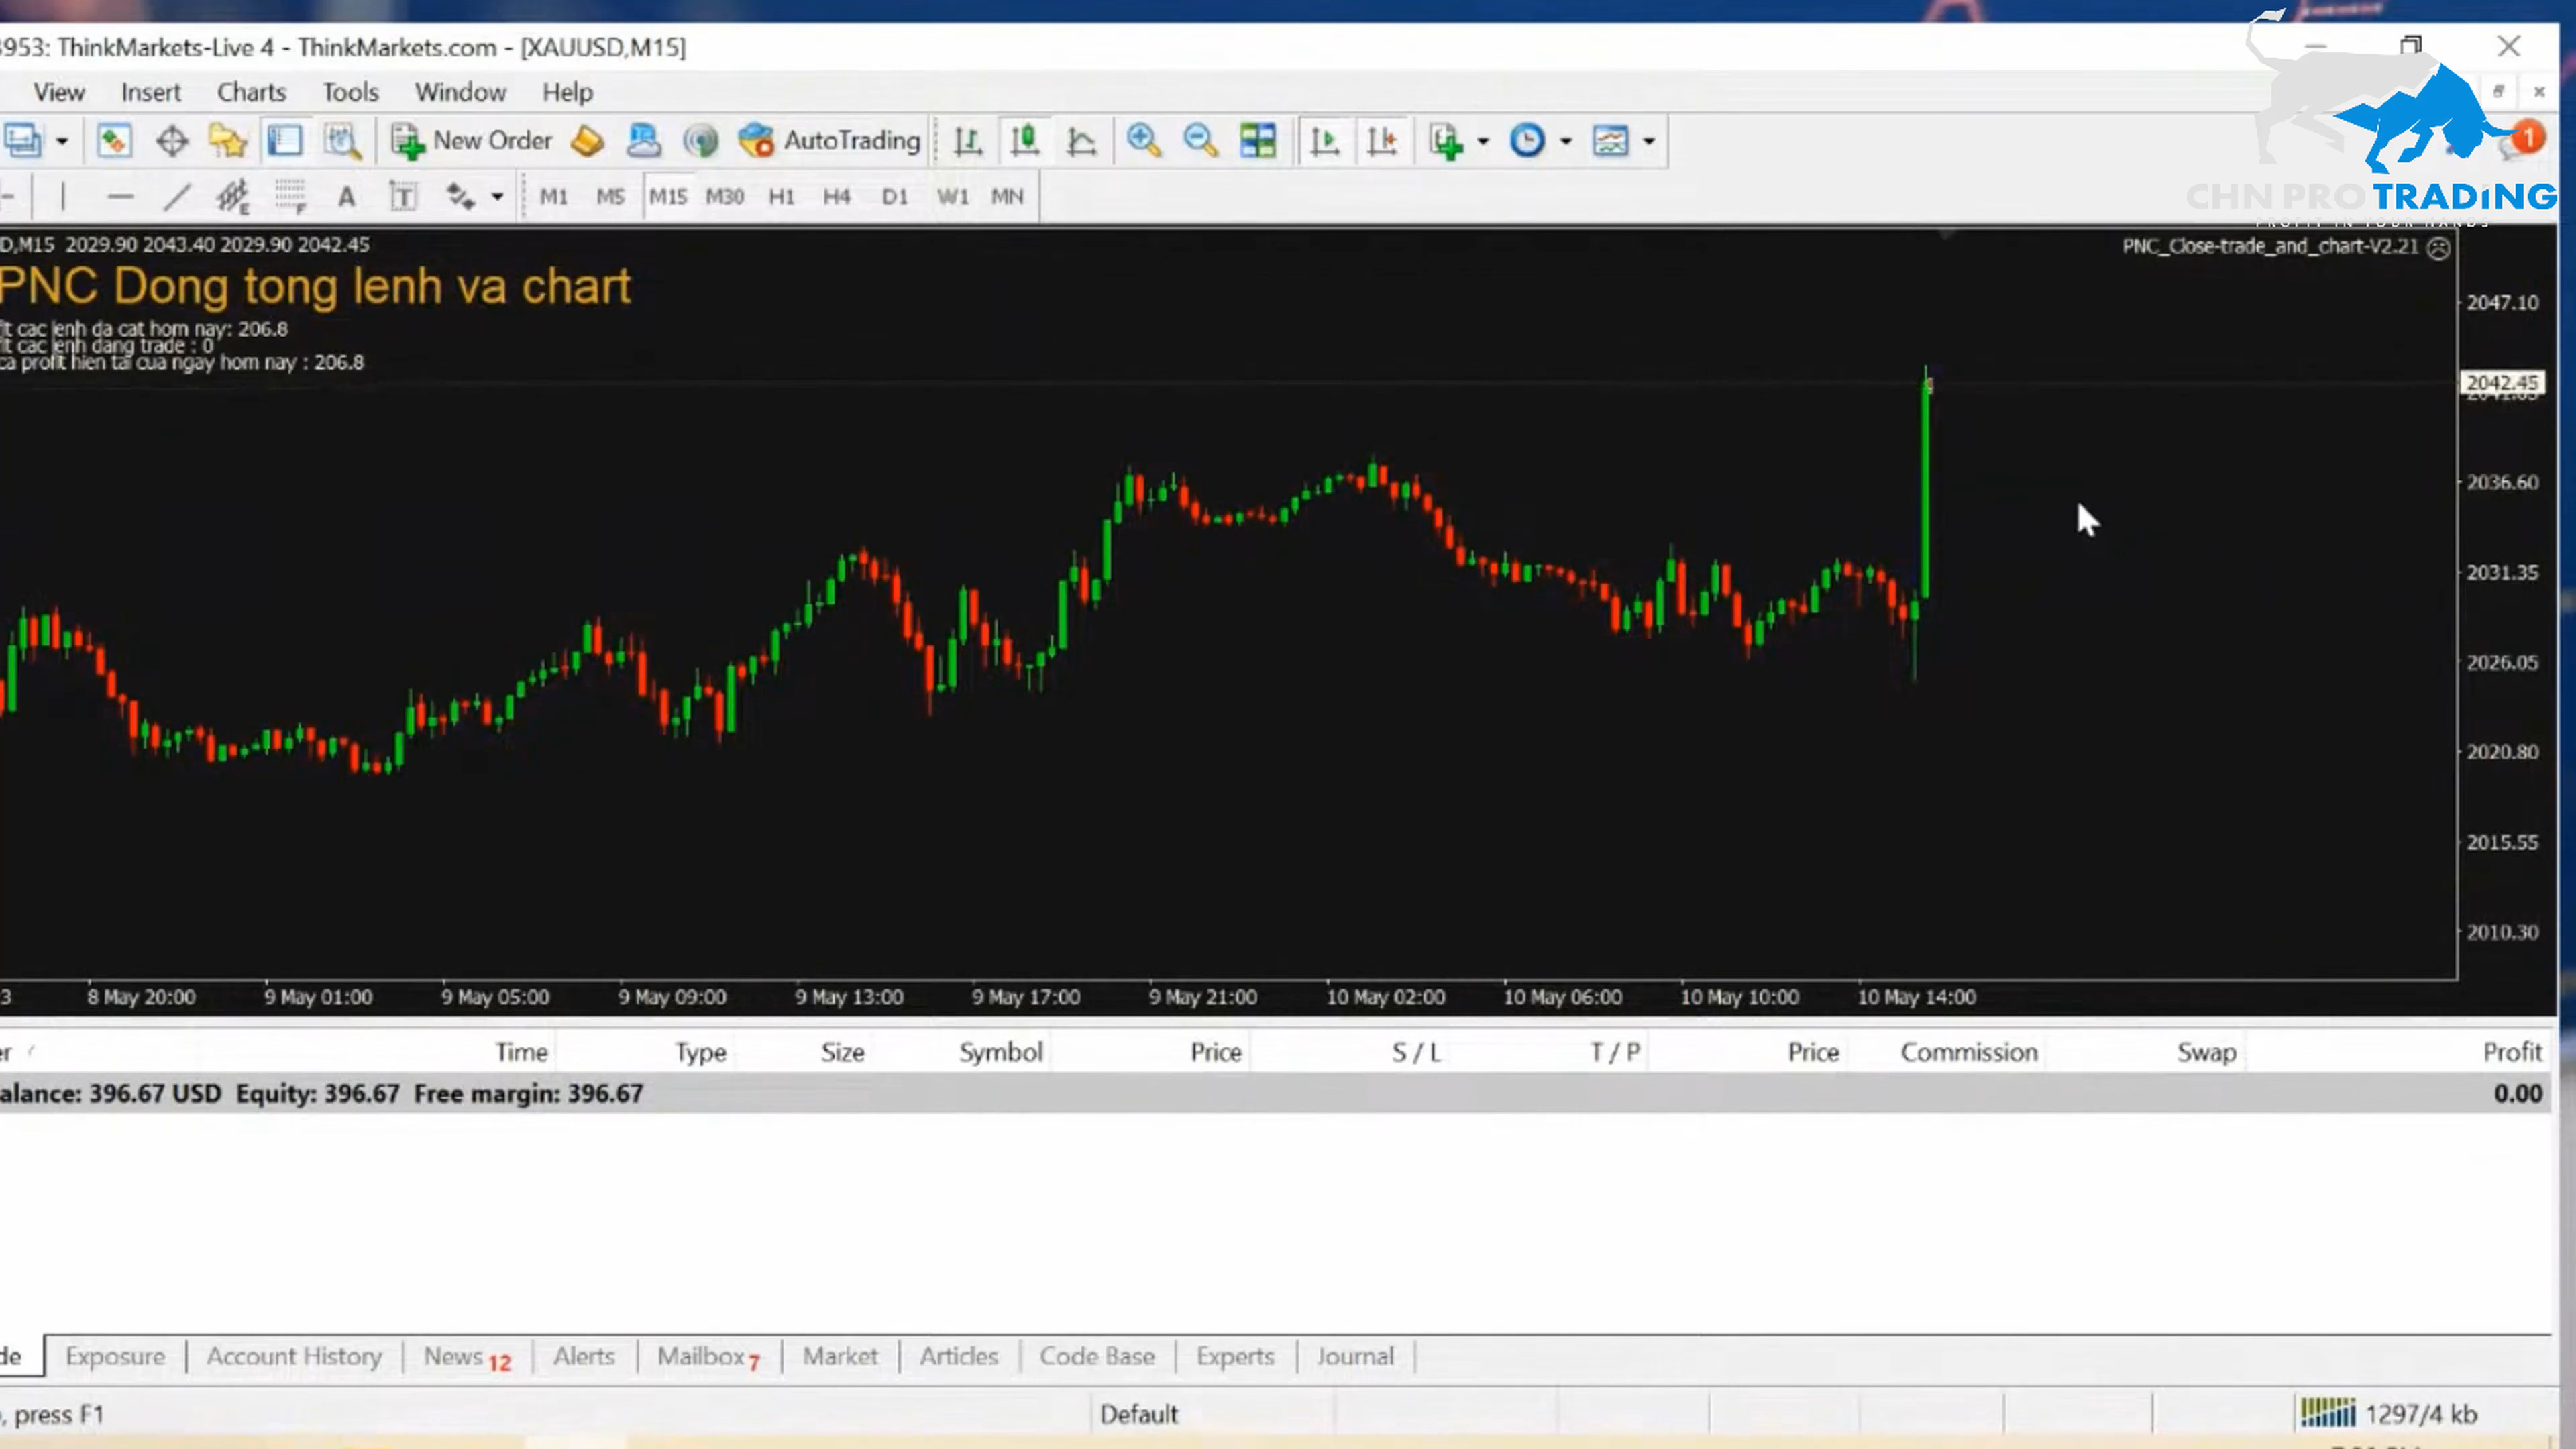 3953: ThinkMarkets-Live 4 - ThinkMarkets.com - [XAUUSD,M15]
View Insert Charts Tools Window Help
New Order AutoTrading
1
CHN PRO TRADING
PROFIT IN YOUR HANDS
A T M1 M5 M15 M30 H1 H4 D1 W1 MN
D,M15 2029.90 2043.40 2029.90 2042.45
PNC_Close-trade_and_chart-V2.21
PNC Dong tong lenh va chart
fit cac lenh da cat hom nay: 206.8
fit cac lenh dang trade : 0
ca profit hien tai cua ngay hom nay : 206.8
2047.10
2042.45
2036.60
2031.35
2026.05
2020.80
2015.55
2010.30
3 8 May 20:00 9 May 01:00 9 May 05:00 9 May 09:00 9 May 13:00 9 May 17:00 9 May 21:00 10 May 02:00 10 May 06:00 10 May 10:00 10 May 14:00
er Time Type Size Symbol Price S / L T / P Price Commission Swap Profit
alance: 396.67 USD Equity: 396.67 Free margin: 396.67 0.00
de Exposure Account History News 12 Alerts Mailbox 7 Market Articles Code Base Experts Journal
, press F1 Default 1297/4 kb